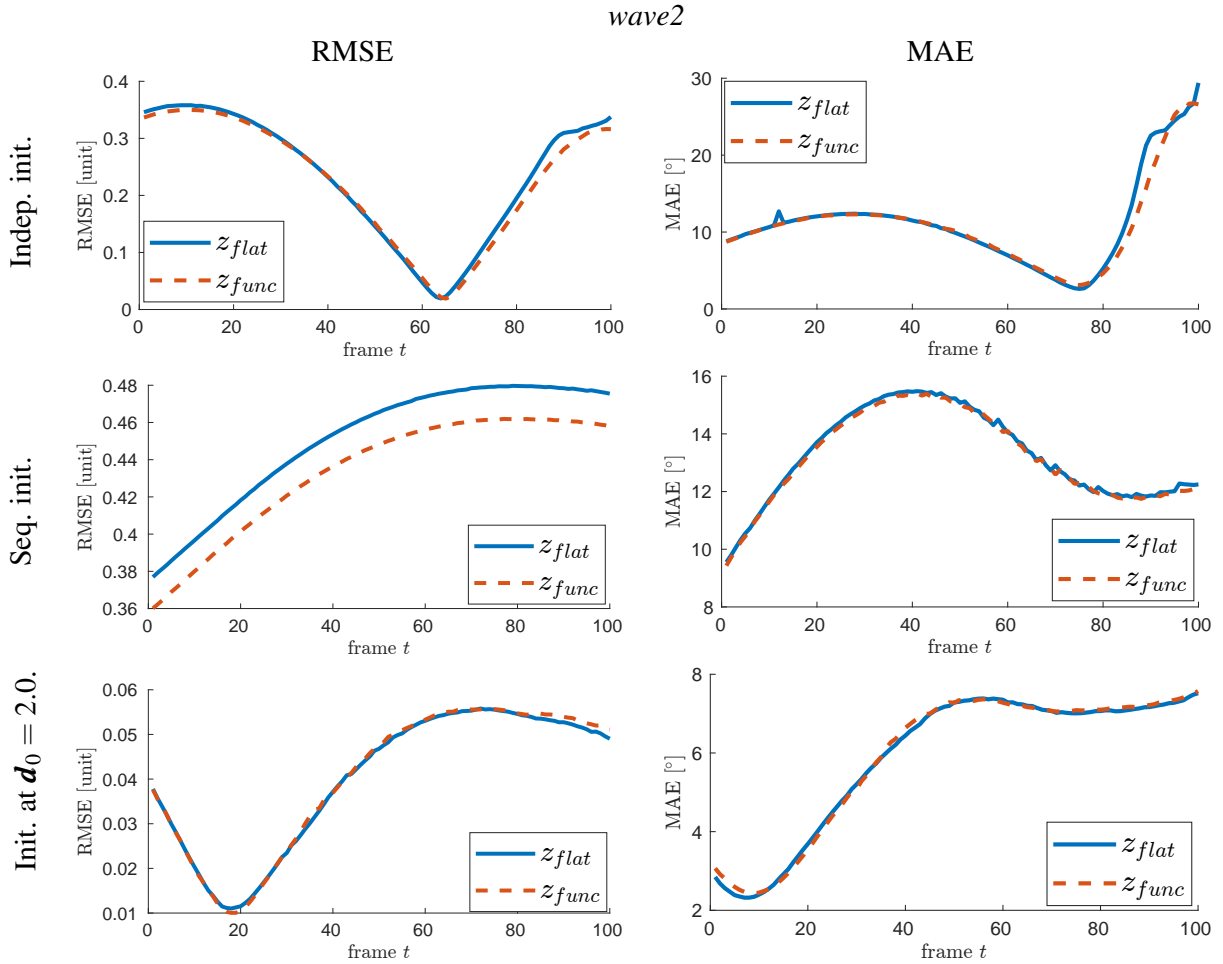 wave2
RMSE
MAE
Indep. init.
RMSE [unit]
0.4
0.3
0.2
0.1
0
z_flat
z_func
0 20 40 60 80 100
frame t
MAE [°]
30
20
10
0
z_flat
z_func
0 20 40 60 80 100
frame t
Seq. init.
RMSE [unit]
0.48
0.46
0.44
0.42
0.4
0.38
0.36
z_flat
z_func
0 20 40 60 80 100
frame t
MAE [°]
16
14
12
10
8
z_flat
z_func
0 20 40 60 80 100
frame t
Init. at d₀ = 2.0.
RMSE [unit]
0.06
0.05
0.04
0.03
0.02
0.01
z_flat
z_func
0 20 40 60 80 100
frame t
MAE [°]
8
6
4
2
z_flat
z_func
0 20 40 60 80 100
frame t